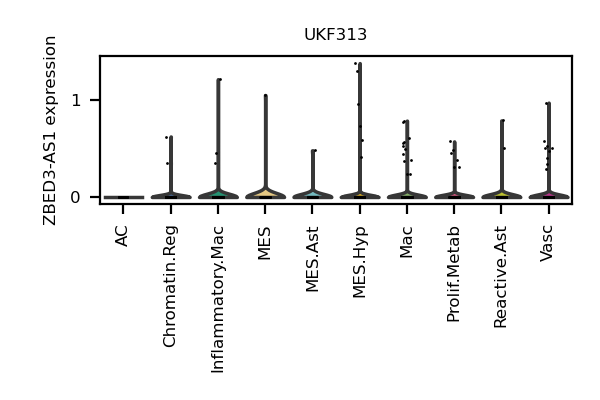 UKF313
ZBED3-AS1 expression
1
0
AC
Chromatin.Reg
Inflammatory.Mac
MES
MES.Ast
MES.Hyp
Mac
Prolif.Metab
Reactive.Ast
Vasc